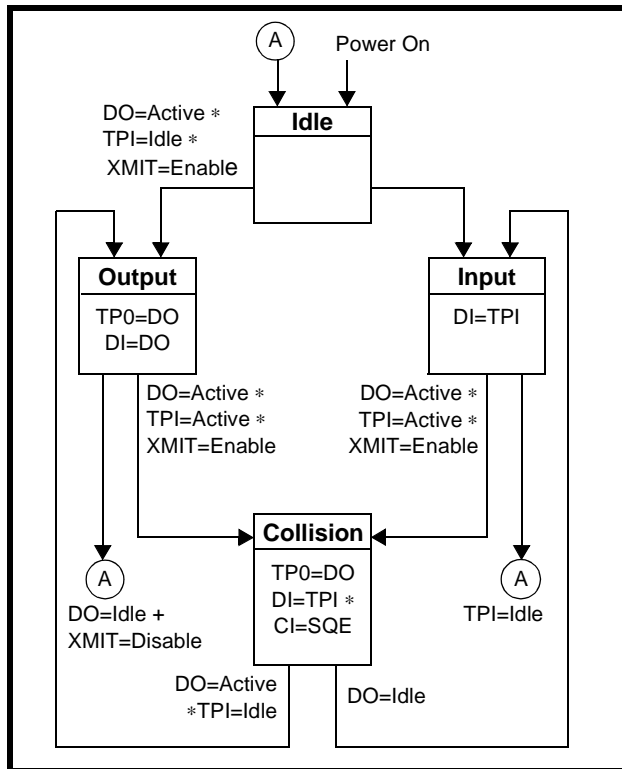 A
Power On
DO=Active *
TPI=Idle *
XMIT=Enable
Idle
Output
TP0=DO
DI=DO
Input
DI=TPI
DO=Active *
TPI=Active *
XMIT=Enable
DO=Active *
TPI=Active *
XMIT=Enable
Collision
TP0=DO
DI=TPI *
CI=SQE
A
DO=Idle +
XMIT=Disable
A
TPI=Idle
DO=Active
*TPI=Idle
DO=Idle